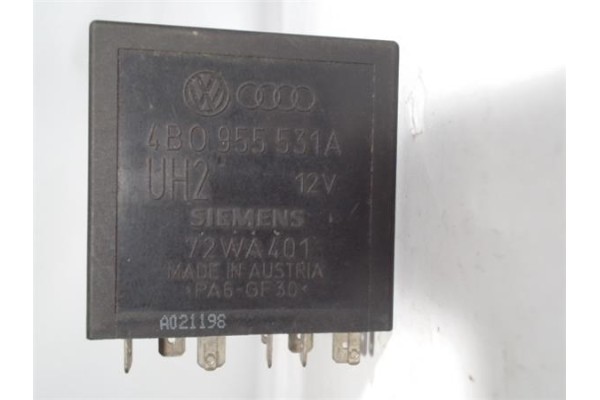 4B0 955 531A
UH2 12V
SIEMENS
72WA401
MADE IN AUSTRIA
>PA6-GF30<
A021198